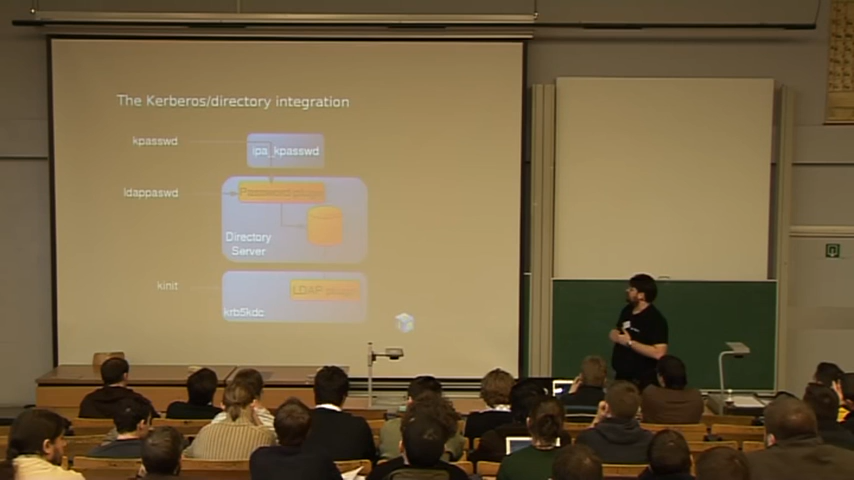 The Kerberos/directory integration
kpasswd
ipa_kpasswd
ldappaswd
Password plugin
Directory
Server
kinit
LDAP plugin
krb5kdc